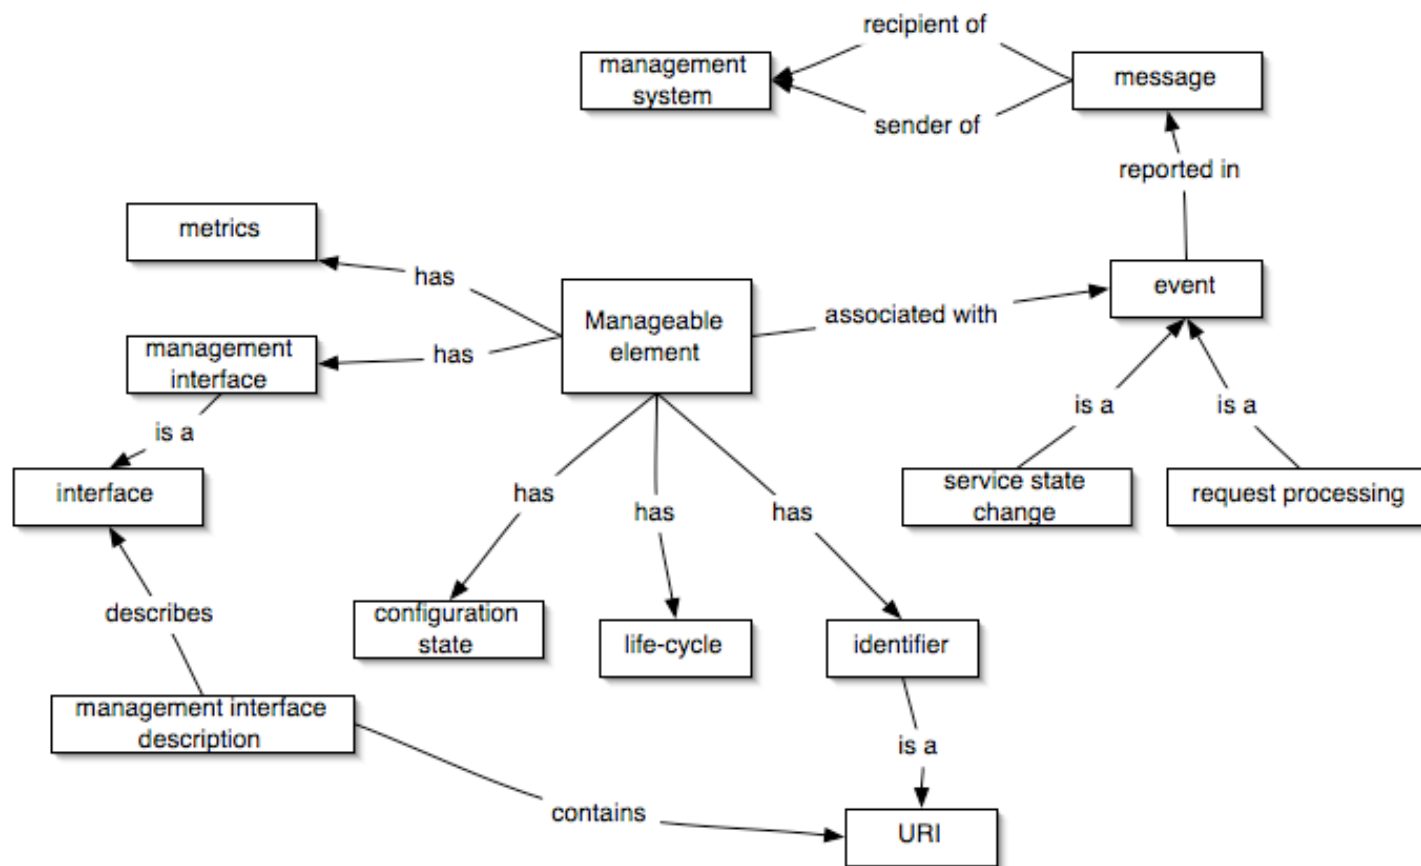 recipient of
management
system
message
sender of
reported in
metrics
has
event
Manageable
element
associated with
management
interface
has
is a
is a
is a
interface
has
has
has
service state
change
request processing
describes
configuration
state
life-cycle
identifier
management interface
description
is a
contains
URI